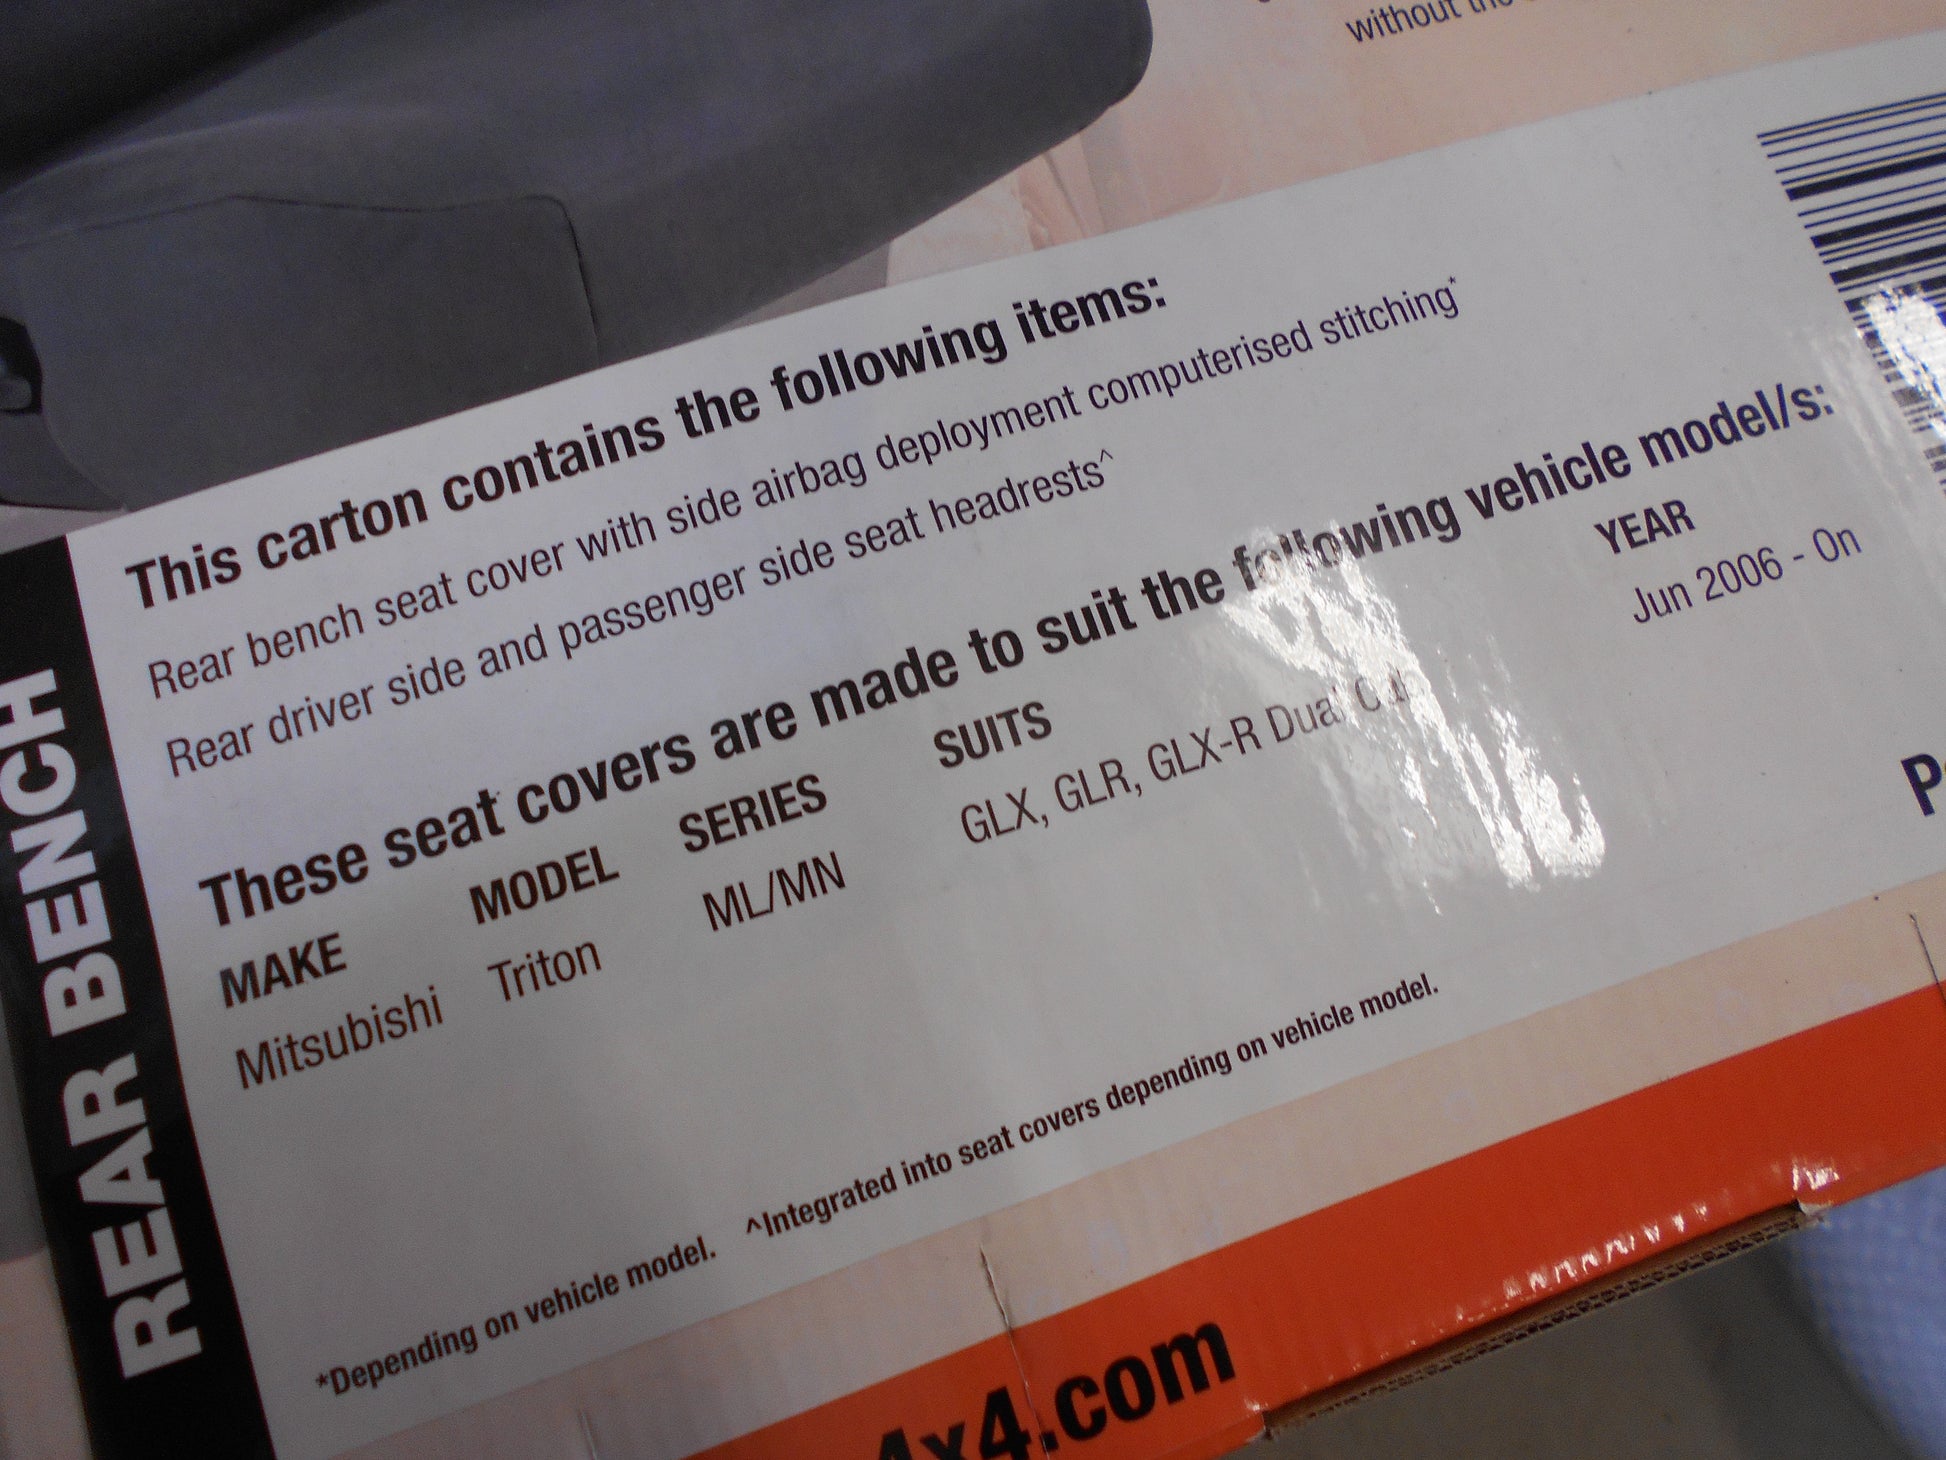 without the
This carton contains the following items:
Rear bench seat cover with side airbag deployment computerised stitching*
Rear driver side and passenger side seat headrests^
These seat covers are made to suit the following vehicle model/s:
MAKE MODEL SERIES SUITS YEAR
Mitsubishi Triton ML/MN GLX, GLR, GLX-R Dual Jun 2006 - On
*Depending on vehicle model. ^Integrated into seat covers depending on vehicle model.
REAR BENCH
4x4.com